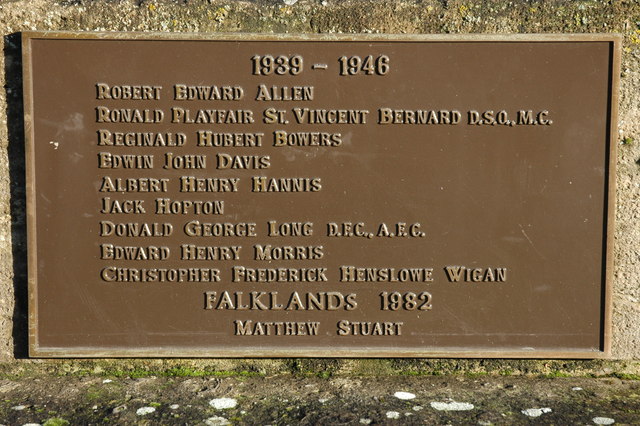 1939 - 1946
ROBERT EDWARD ALLEN
RONALD PLAYFAIR ST. VINCENT BERNARD D.S.O., M.C.
REGINALD HUBERT BOWERS
EDWIN JOHN DAVIS
ALBERT HENRY HANNIS
JACK HOPTON
DONALD GEORGE LONG D.F.C., A.F.C.
EDWARD HENRY MORRIS
CHRISTOPHER FREDERICK HENSLOWE WIGAN
FALKLANDS 1982
MATTHEW STUART